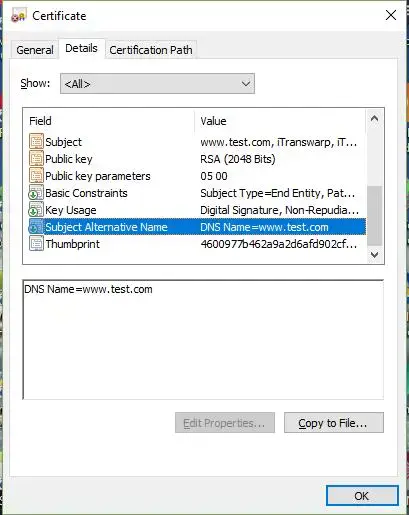 Certificate
General Details Certification Path
Show: <All>
Field Value
Subject www.test.com, iTranswarp, iT...
Public key RSA (2048 Bits)
Public key parameters 05 00
Basic Constraints Subject Type=End Entity, Pat...
Key Usage Digital Signature, Non-Repudia...
Subject Alternative Name DNS Name=www.test.com
Thumbprint 4600977b462a9a2d6afd902cf...
DNS Name=www.test.com
Edit Properties... Copy to File...
OK